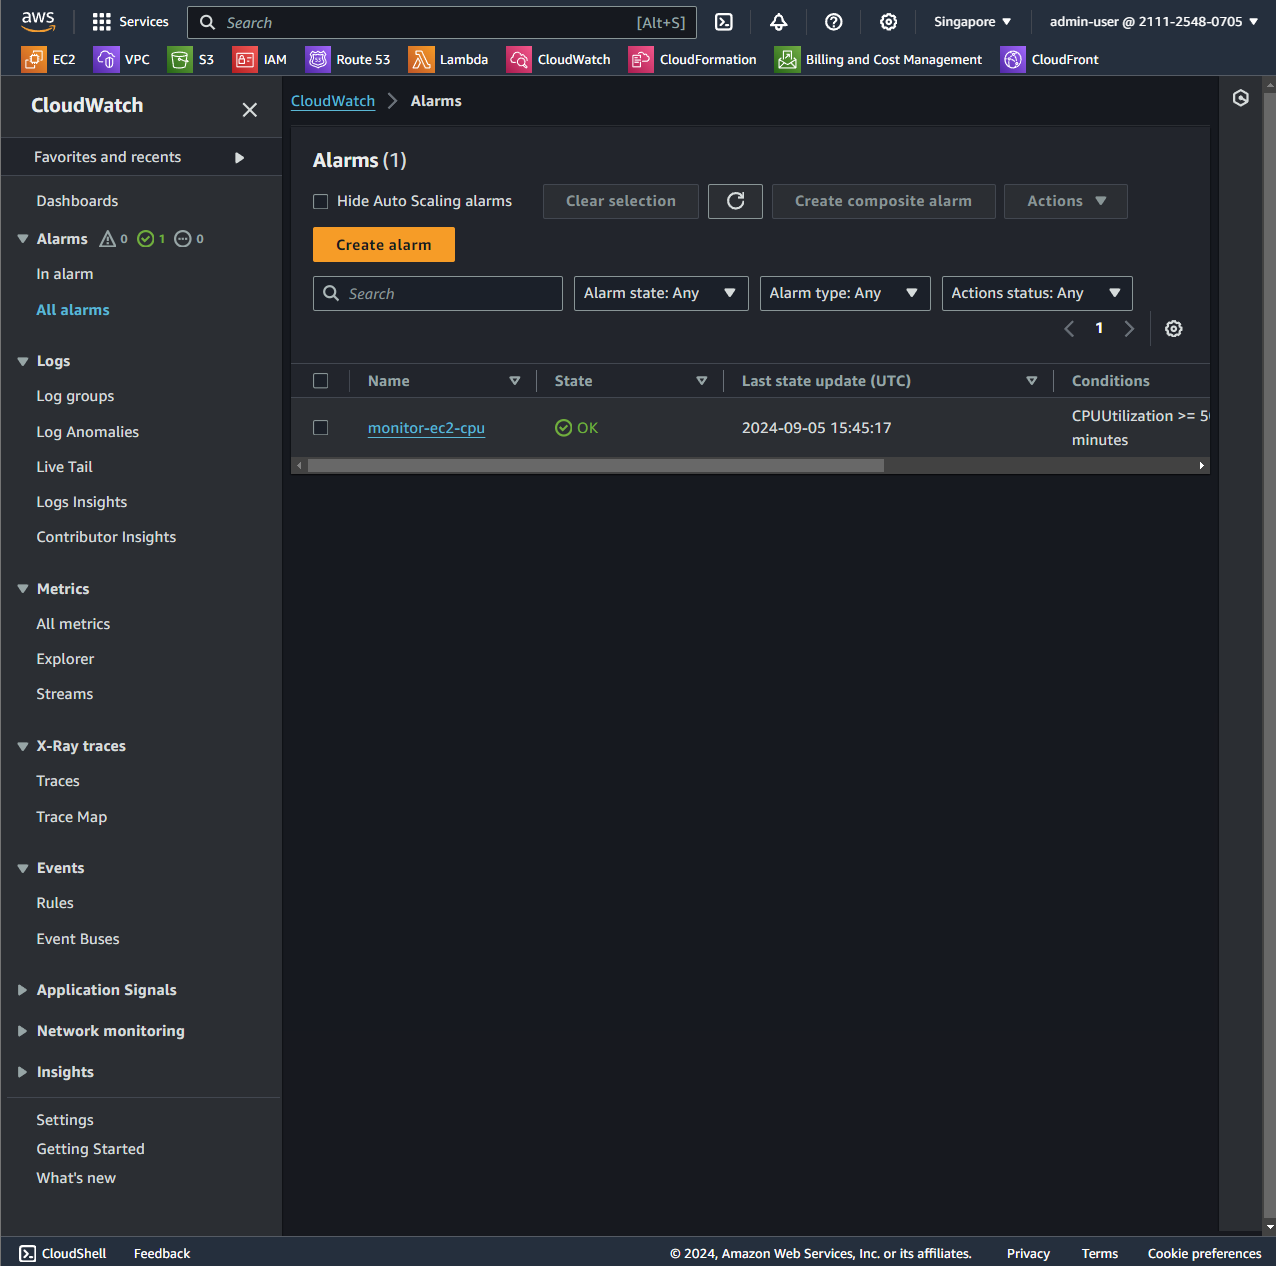 aws Services Search [Alt+S] Singapore admin-user @ 2111-2548-0705
EC2 VPC S3 IAM Route 53 Lambda CloudWatch CloudFormation Billing and Cost Management CloudFront
CloudWatch
Favorites and recents
Dashboards
Alarms 0 1 0
In alarm
All alarms
Logs
Log groups
Log Anomalies
Live Tail
Logs Insights
Contributor Insights
Metrics
All metrics
Explorer
Streams
X-Ray traces
Traces
Trace Map
Events
Rules
Event Buses
Application Signals
Network monitoring
Insights
Settings
Getting Started
What's new
CloudWatch Alarms
Alarms (1)
Hide Auto Scaling alarms Clear selection Create composite alarm Actions
Create alarm
Search Alarm state: Any Alarm type: Any Actions status: Any
1
Name State Last state update (UTC) Conditions
monitor-ec2-cpu OK 2024-09-05 15:45:17 CPUUtilization >=
minutes
CloudShell Feedback © 2024, Amazon Web Services, Inc. or its affiliates. Privacy Terms Cookie preferences